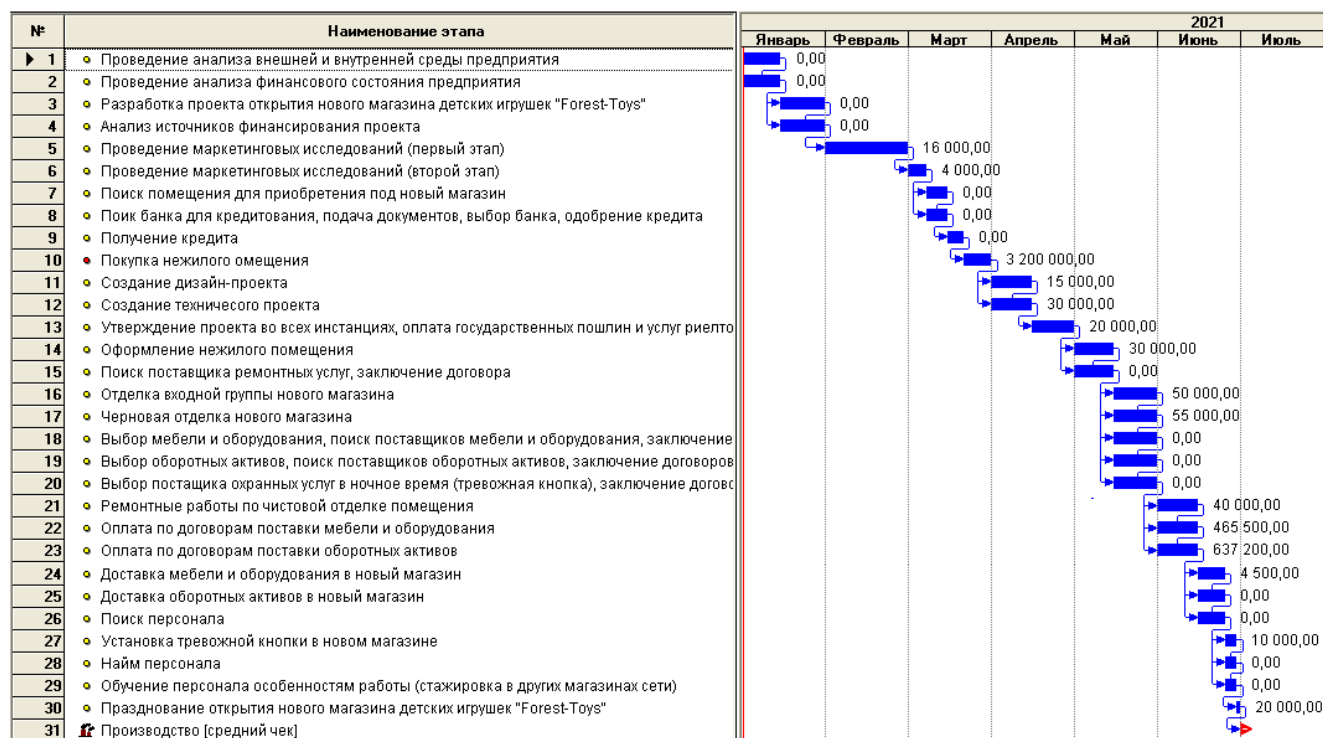 № Наименование этапа 2021
Январь Февраль Март Апрель Май Июнь Июль
1 Проведение анализа внешней и внутренней среды предприятия 0,00
2 Проведение анализа финансового состояния предприятия 0,00
3 Разработка проекта открытия нового магазина детских игрушек "Forest-Toys" 0,00
4 Анализ источников финансирования проекта 0,00
5 Проведение маркетинговых исследований (первый этап) 16 000,00
6 Проведение маркетинговых исследований (второй этап) 4 000,00
7 Поиск помещения для приобретения под новый магазин 0,00
8 Поик банка для кредитования, подача документов, выбор банка, одобрение кредита 0,00
9 Получение кредита 0,00
10 Покупка нежилого омещения 3 200 000,00
11 Создание дизайн-проекта 15 000,00
12 Создание техничесого проекта 30 000,00
13 Утверждение проекта во всех инстанциях, оплата государственных пошлин и услуг риелто 20 000,00
14 Оформление нежилого помещения 30 000,00
15 Поиск поставщика ремонтных услуг, заключение договора 0,00
16 Отделка входной группы нового магазина 50 000,00
17 Черновая отделка нового магазина 55 000,00
18 Выбор мебели и оборудования, поиск поставщиков мебели и оборудования, заключение 0,00
19 Выбор оборотных активов, поиск поставщиков оборотных активов, заключение договоров 0,00
20 Выбор постащика охранных услуг в ночное время (тревожная кнопка), заключение догово 0,00
21 Ремонтные работы по чистовой отделке помещения 40 000,00
22 Оплата по договорам поставки мебели и оборудования 465 500,00
23 Оплата по договорам поставки оборотных активов 637 200,00
24 Доставка мебели и оборудования в новый магазин 4 500,00
25 Доставка оборотных активов в новый магазин 0,00
26 Поиск персонала 0,00
27 Установка тревожной кнопки в новом магазине 10 000,00
28 Найм персонала 0,00
29 Обучение персонала особенностям работы (стажировка в других магазинах сети) 0,00
30 Празднование открытия нового магазина детских игрушек "Forest-Toys" 20 000,00
31 Производство [средний чек]